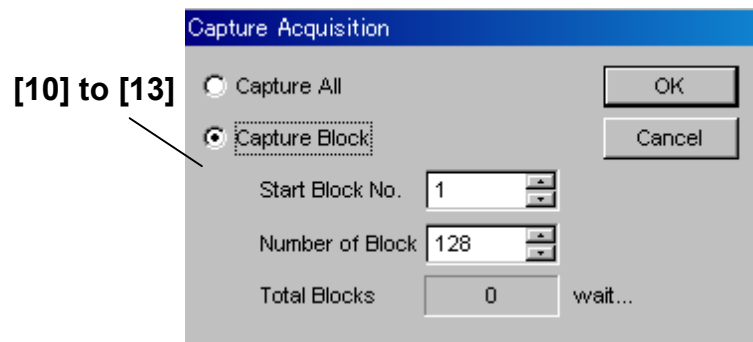 Capture Acquisition
[10] to [13]
Capture All
OK
Capture Block
Cancel
Start Block No. 1
Number of Block 128
Total Blocks 0 wait...